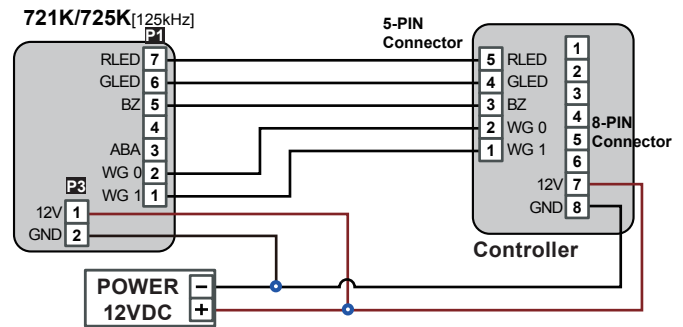 721K/725K[125kHz]
P1
RLED 7
GLED 6
BZ 5
4
ABA 3
WG 0 2
WG 1 1
P3
12V 1
GND 2
POWER −
12VDC +
5-PIN
Connector
5 RLED
4 GLED
3 BZ
2 WG 0
1 WG 1
1
2
3
4
5
6
12V 7
GND 8
8-PIN
Connector
Controller